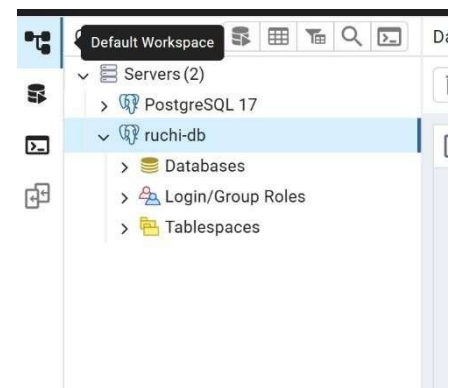 Default Workspace
Da
Servers (2)
PostgreSQL 17
ruchi-db
Databases
Login/Group Roles
Tablespaces